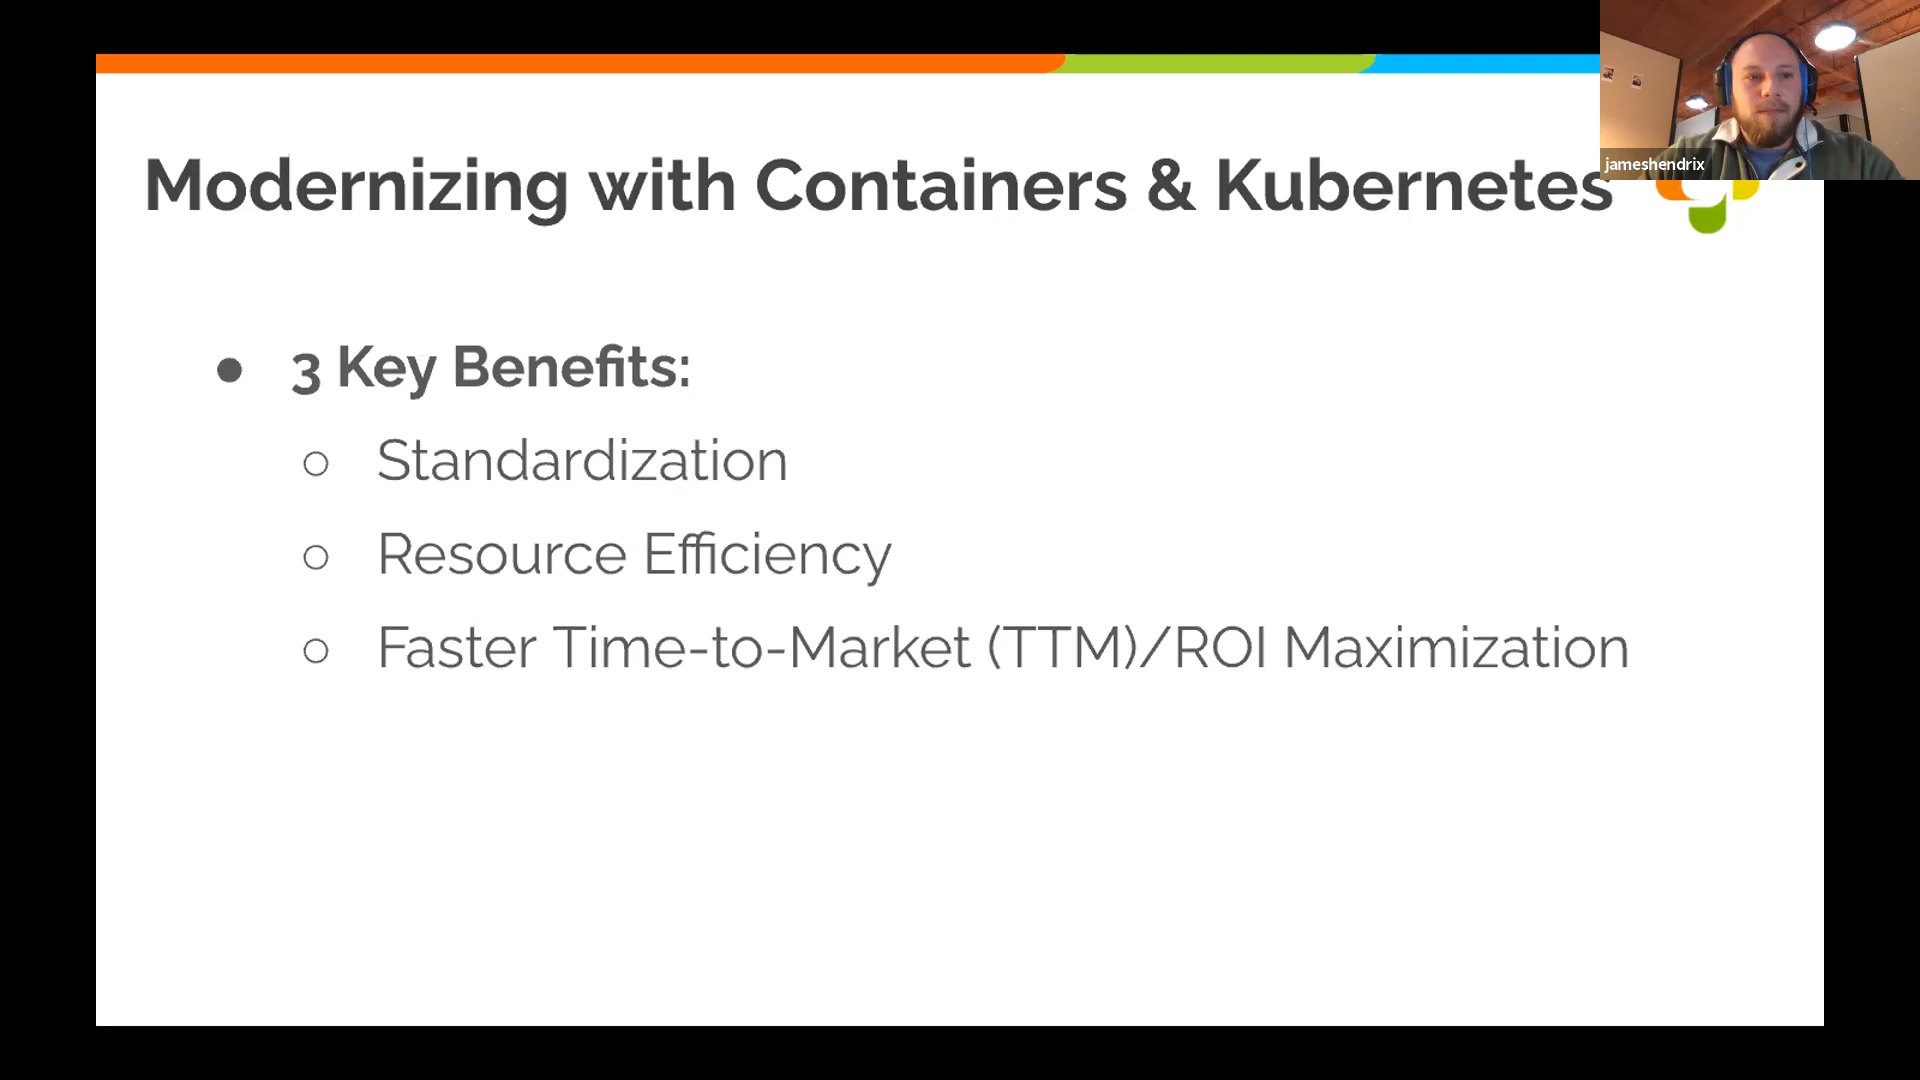 Modernizing with Containers & Kubernetes
jameshendrix
● 3 Key Benefits:
○ Standardization
○ Resource Efficiency
○ Faster Time-to-Market (TTM)/ROI Maximization